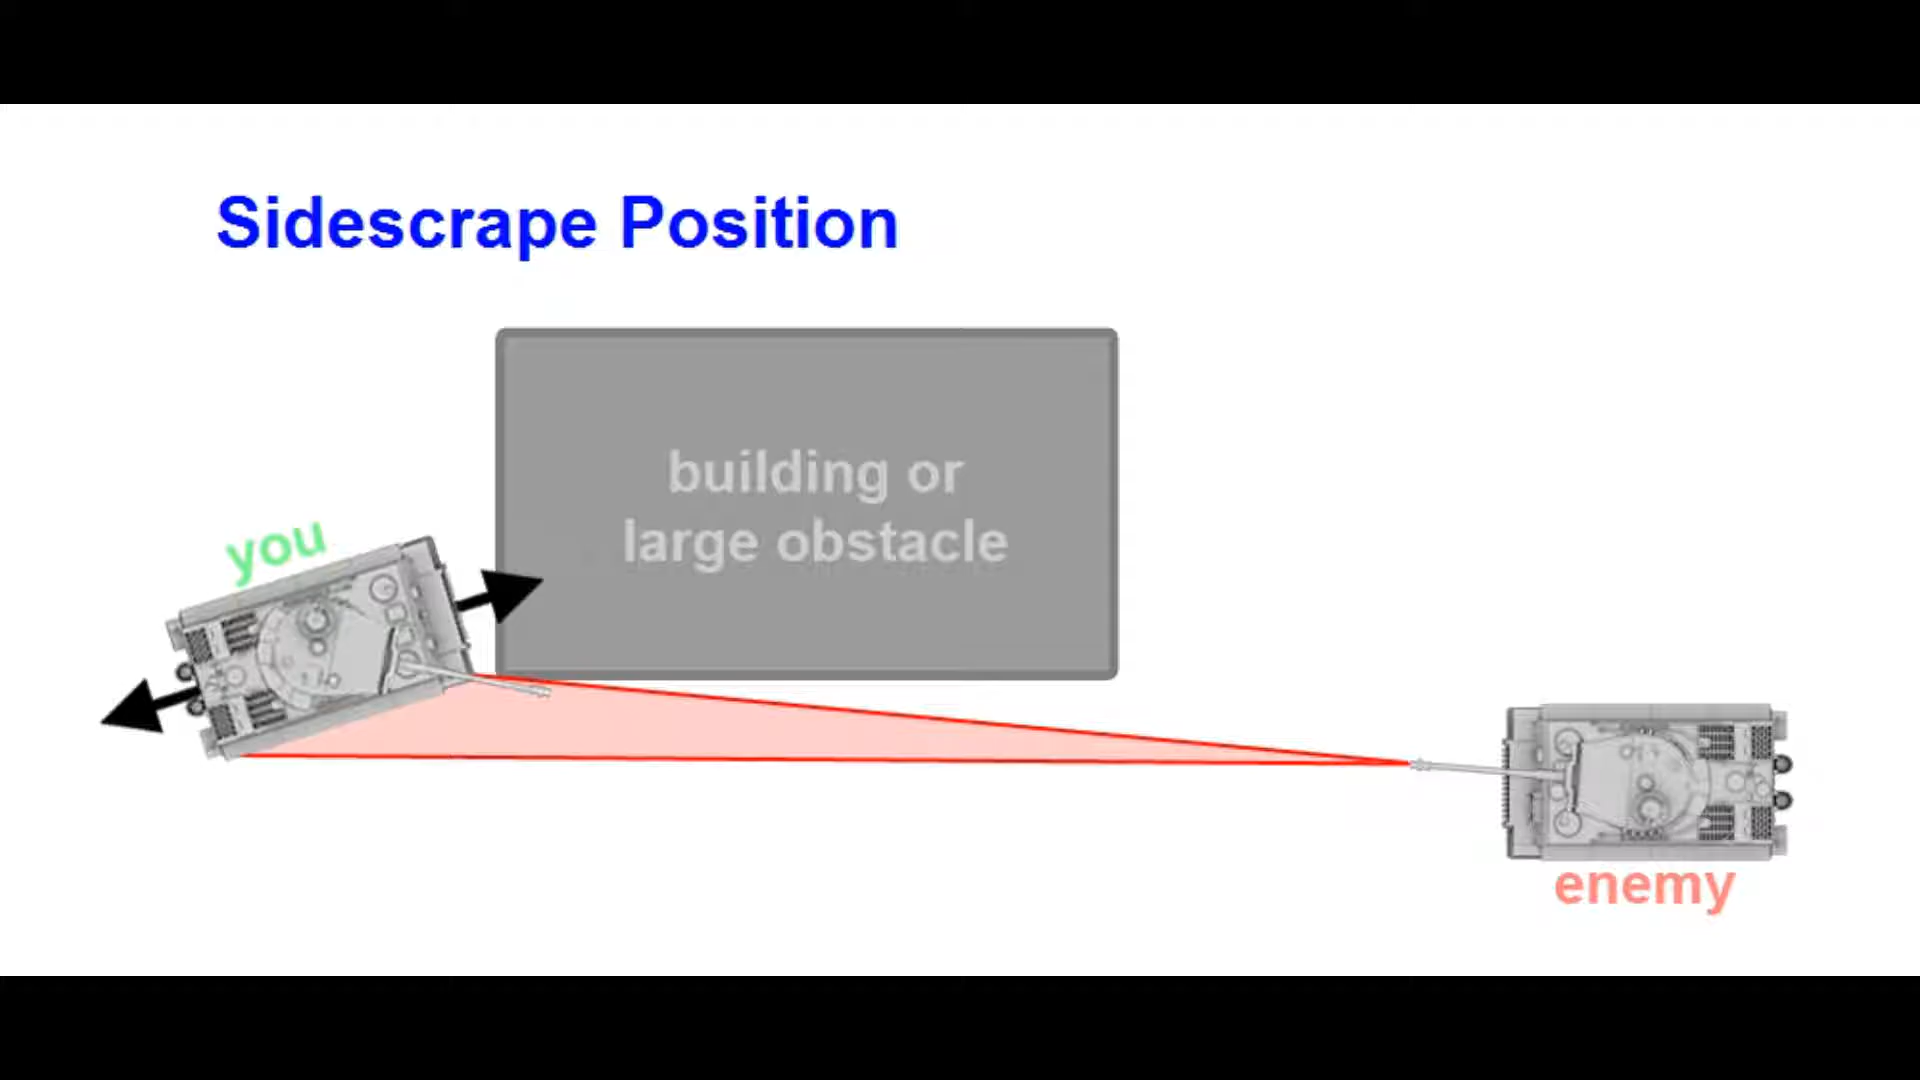 Sidescrape Position
building or
large obstacle
you
enemy